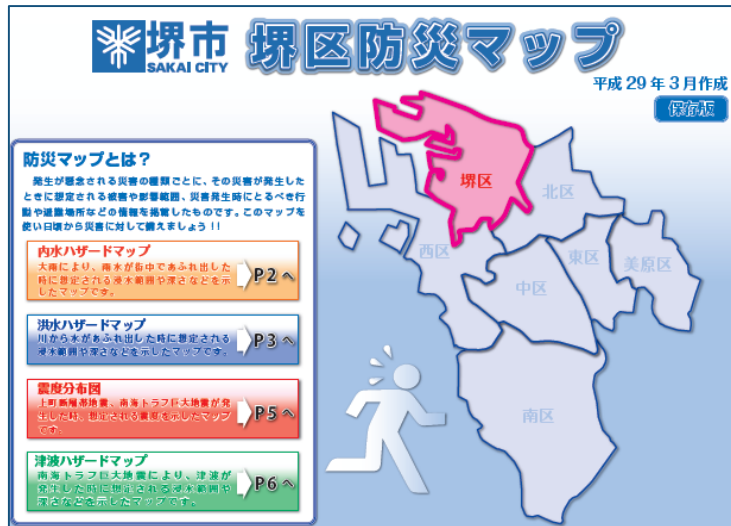 堺市
SAKAI CITY
堺区防災マップ
平成29年3月作成
保存版
防災マップとは？
発生が懸念される災害の種類ごとに、その災害が発生した
ときに想定される被害や影響範囲、災害発生時にとるべき行
動や避難場所などの情報を掲載したものです。このマップを
使い日頃から災害に対して備えましょう！！
内水ハザードマップ
大雨により、雨水が街中であふれ出した
時に想定される浸水範囲や深さなどを示
したマップです。
P2へ
洪水ハザードマップ
川から水があふれ出した時に想定される
浸水範囲や深さなどを示したマップです。
P3へ
震度分布図
上町断層帯地震、南海トラフ巨大地震が発
生した時、想定される震度を示したマップ
です。
P5へ
津波ハザードマップ
南海トラフ巨大地震により、津波が
発生した時に想定される浸水範囲や
深さなどを示したマップです。
P6へ
堺区
北区
西区
東区
美原区
中区
南区